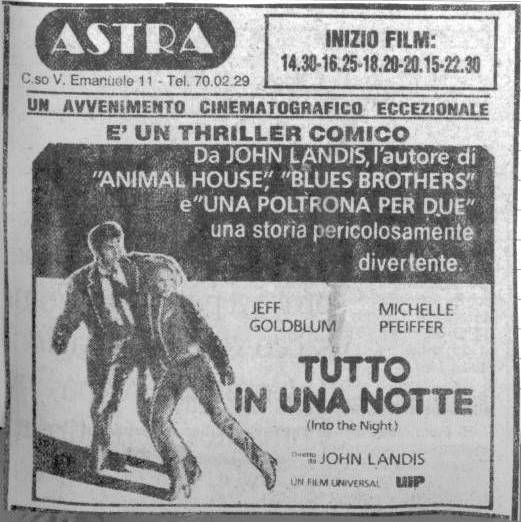 ASTRA
C.so V. Emanuele 11 - Tel. 70.02.29
INIZIO FILM:
14.30-16.25-18.20-20.15-22.30
UN AVVENIMENTO CINEMATOGRAFICO ECCEZIONALE
E' UN THRILLER COMICO
Da JOHN LANDIS, l'autore di
"ANIMAL HOUSE", "BLUES BROTHERS"
e "UNA POLTRONA PER DUE"
una storia pericolosamente
divertente.
JEFF GOLDBLUM
MICHELLE PFEIFFER
TUTTO
IN UNA NOTTE
(Into the Night)
Diretto da JOHN LANDIS
UN FILM UNIVERSAL UIP